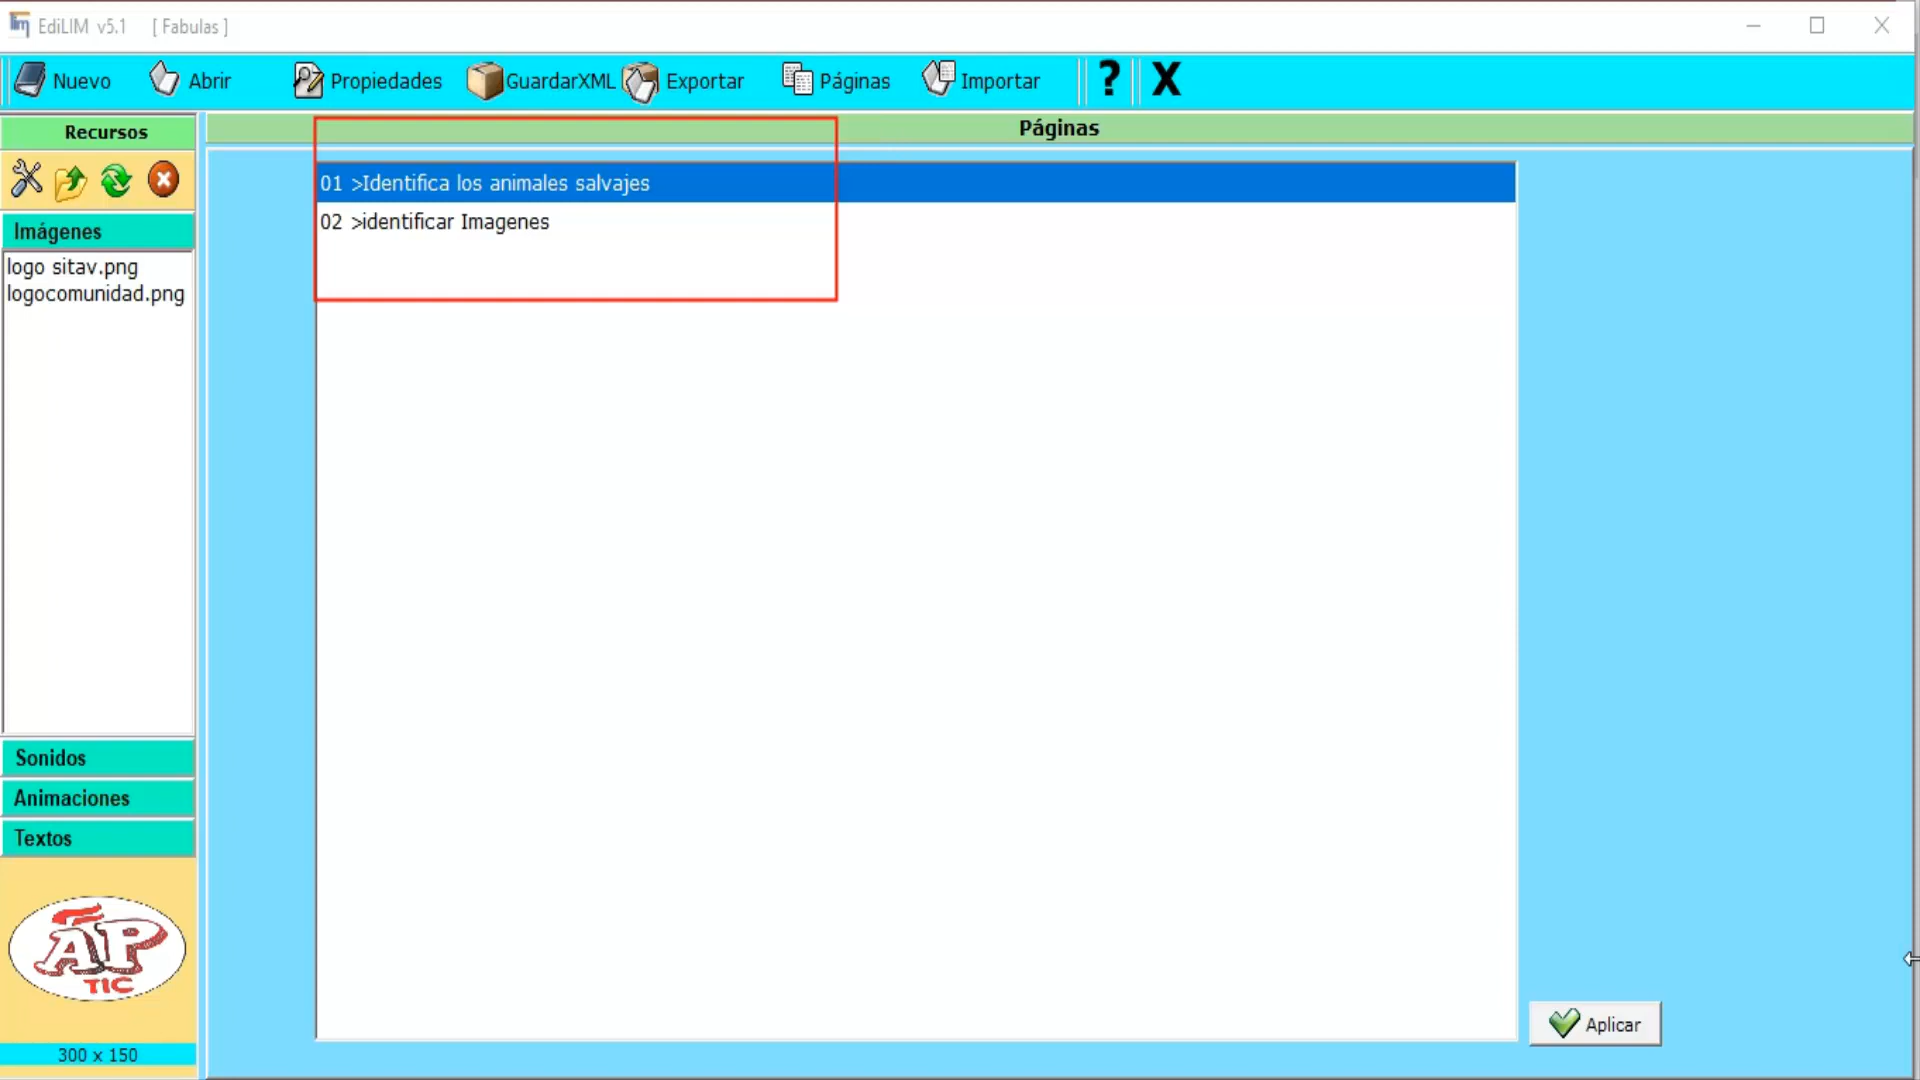 EdiLIM v5.1 [ Fabulas ]
Nuevo Abrir Propiedades GuardarXML Exportar Páginas Importar ? X
Recursos
Páginas
01 >Identifica los animales salvajes
02 >identificar Imagenes
Imágenes
logo sitav.png
logocomunidad.png
Sonidos
Animaciones
Textos
AP
TIC
300 x 150
Aplicar